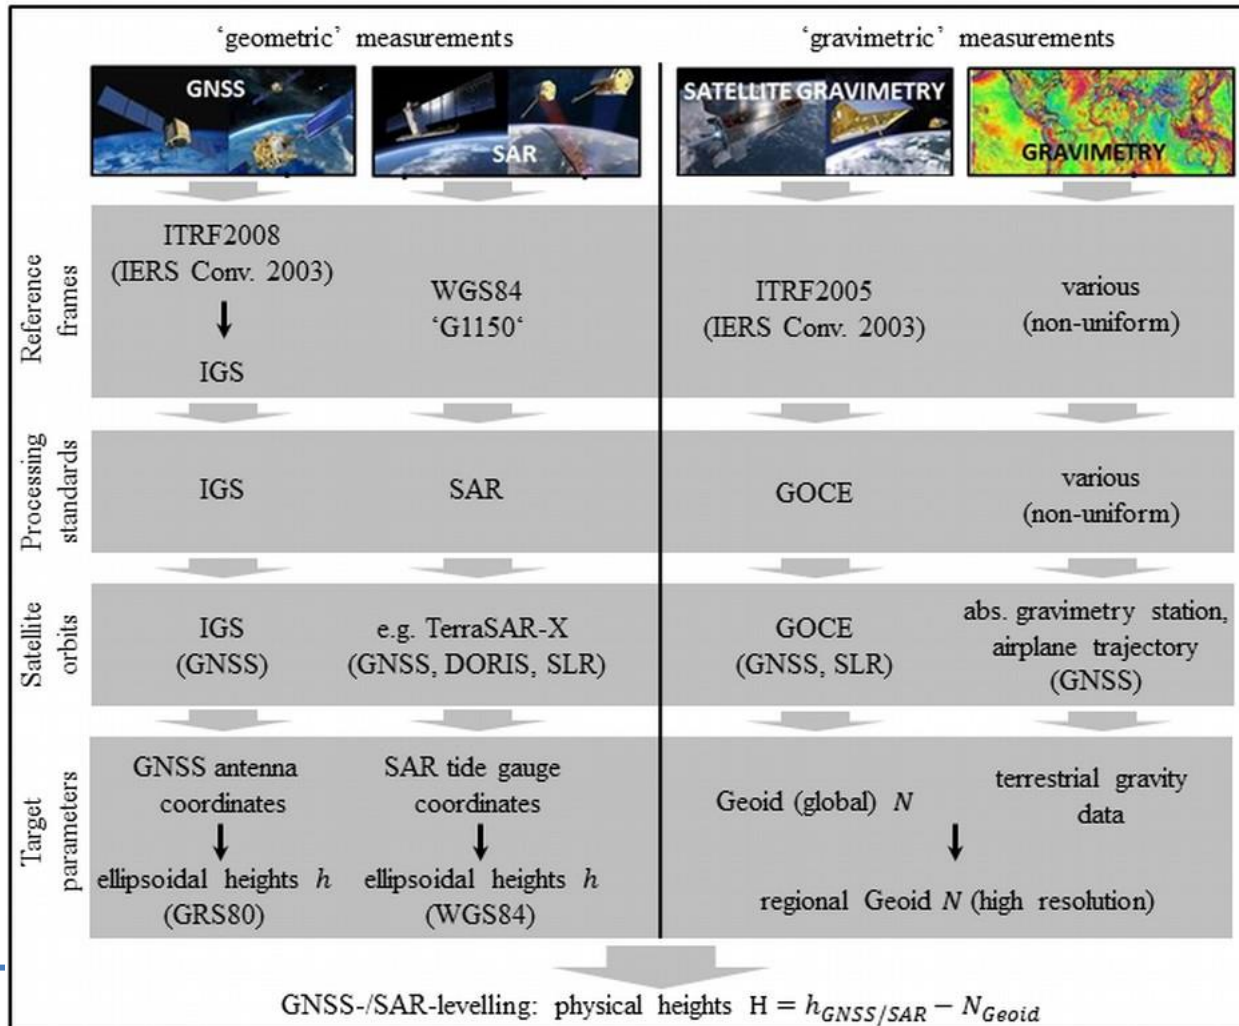 ‘geometric’ measurements
‘gravimetric’ measurements
GNSS
SAR
SATELLITE GRAVIMETRY
GRAVIMETRY
Reference
frames
ITRF2008
(IERS Conv. 2003)
IGS
WGS84
‘G1150‘
ITRF2005
(IERS Conv. 2003)
various
(non-uniform)
Processing
standards
IGS
SAR
GOCE
various
(non-uniform)
Satellite
orbits
IGS
(GNSS)
e.g. TerraSAR-X
(GNSS, DORIS, SLR)
GOCE
(GNSS, SLR)
abs. gravimetry station,
airplane trajectory
(GNSS)
Target
parameters
GNSS antenna
coordinates
ellipsoidal heights h
(GRS80)
SAR tide gauge
coordinates
ellipsoidal heights h
(WGS84)
Geoid (global) N
terrestrial gravity
data
regional Geoid N (high resolution)
GNSS-/SAR-levelling: physical heights H = h_{GNSS/SAR} − N_{Geoid}